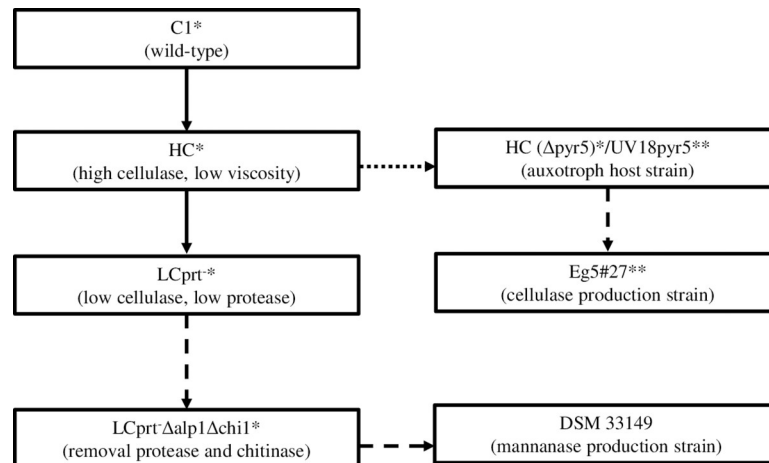 C1*
(wild-type)
HC*
(high cellulase, low viscosity)
HC (Δpyr5)*/UV18pyr5**
(auxotroph host strain)
LCprt-*
(low cellulase, low protease)
Eg5#27**
(cellulase production strain)
LCprt-Δalp1Δchi1*
(removal protease and chitinase)
DSM 33149
(mannanase production strain)